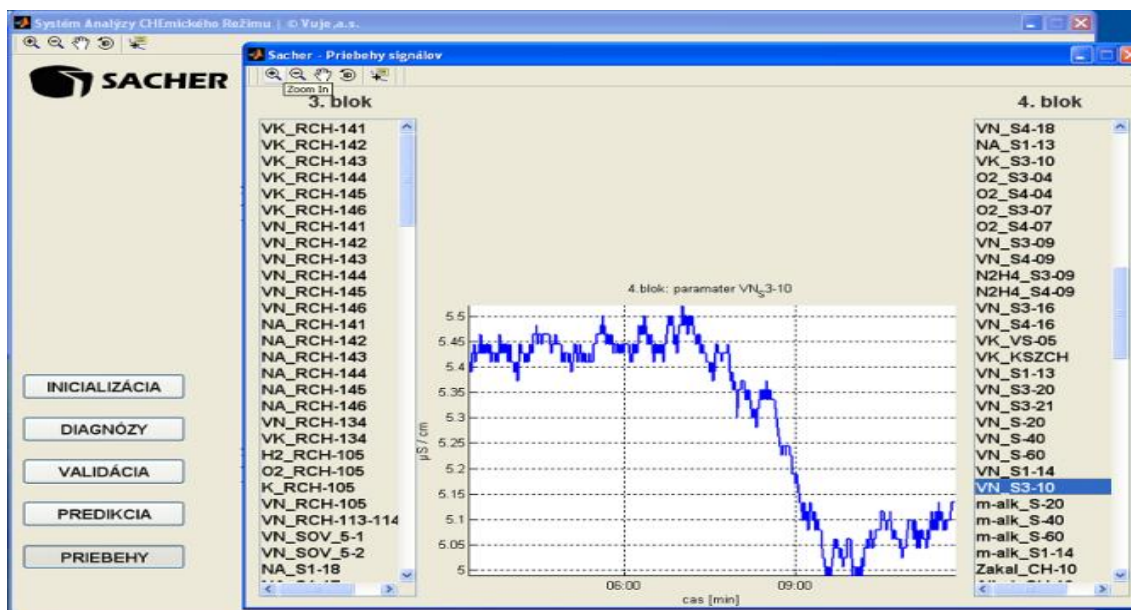 Systém Analýzy CHEmického Režimu | © Vuje,a.s.
SACHER
INICIALIZÁCIA
DIAGNÓZY
VALIDÁCIA
PREDIKCIA
PRIEBEHY
Sacher - Priebehy signálov
Zoom In
3. blok
VK_RCH-141
VK_RCH-142
VK_RCH-143
VK_RCH-144
VK_RCH-145
VK_RCH-146
VN_RCH-141
VN_RCH-142
VN_RCH-143
VN_RCH-144
VN_RCH-145
VN_RCH-146
NA_RCH-141
NA_RCH-142
NA_RCH-143
NA_RCH-144
NA_RCH-145
NA_RCH-146
VN_RCH-134
VK_RCH-134
H2_RCH-105
O2_RCH-105
K_RCH-105
VN_RCH-105
VN_RCH-113-114
VN_SOV_5-1
VN_SOV_5-2
NA_S1-18
4.blok: paramater VNS3-10
5.5
5.45
5.4
5.35
5.3
5.25
5.2
5.15
5.1
5.05
5
µS / cm
06:00 09:00
cas [min]
4. blok
VN_S4-18
NA_S1-13
VK_S3-10
O2_S3-04
O2_S4-04
O2_S3-07
O2_S4-07
VN_S3-09
VN_S4-09
N2H4_S3-09
N2H4_S4-09
VN_S3-16
VN_S4-16
VK_VS-05
VK_KSZCH
VN_S1-13
VN_S3-20
VN_S3-21
VN_S-20
VN_S-40
VN_S-60
VN_S1-14
VN_S3-10
m-alk_S-20
m-alk_S-40
m-alk_S-60
m-alk_S1-14
Zakal_CH-10